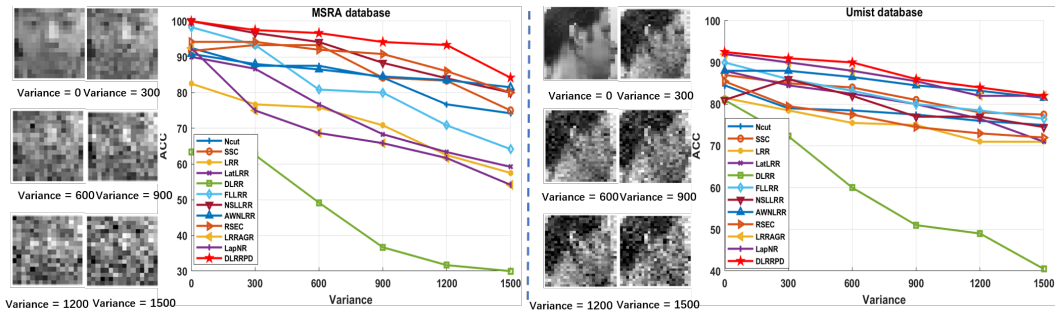 MSRA database
Umist database
Variance = 0 Variance = 300
Variance = 600 Variance = 900
Variance = 1200 Variance = 1500
100
90
80
70
60
50
40
30
ACC
Ncut
SSC
LRR
LatLRR
DLRR
FLLRR
NSLLRR
AWNLRR
RSEC
LRRAGR
LapNR
DLRRPD
0 300 600 900 1200 1500
Variance
Variance = 0 Variance = 300
Variance = 600 Variance = 900
Variance = 1200 Variance = 1500
100
90
80
70
60
50
40
ACC
Ncut
SSC
LRR
LatLRR
DLRR
FLLRR
NSLLRR
AWNLRR
RSEC
LRRAGR
LapNR
DLRRPD
0 300 600 900 1200 1500
Variance